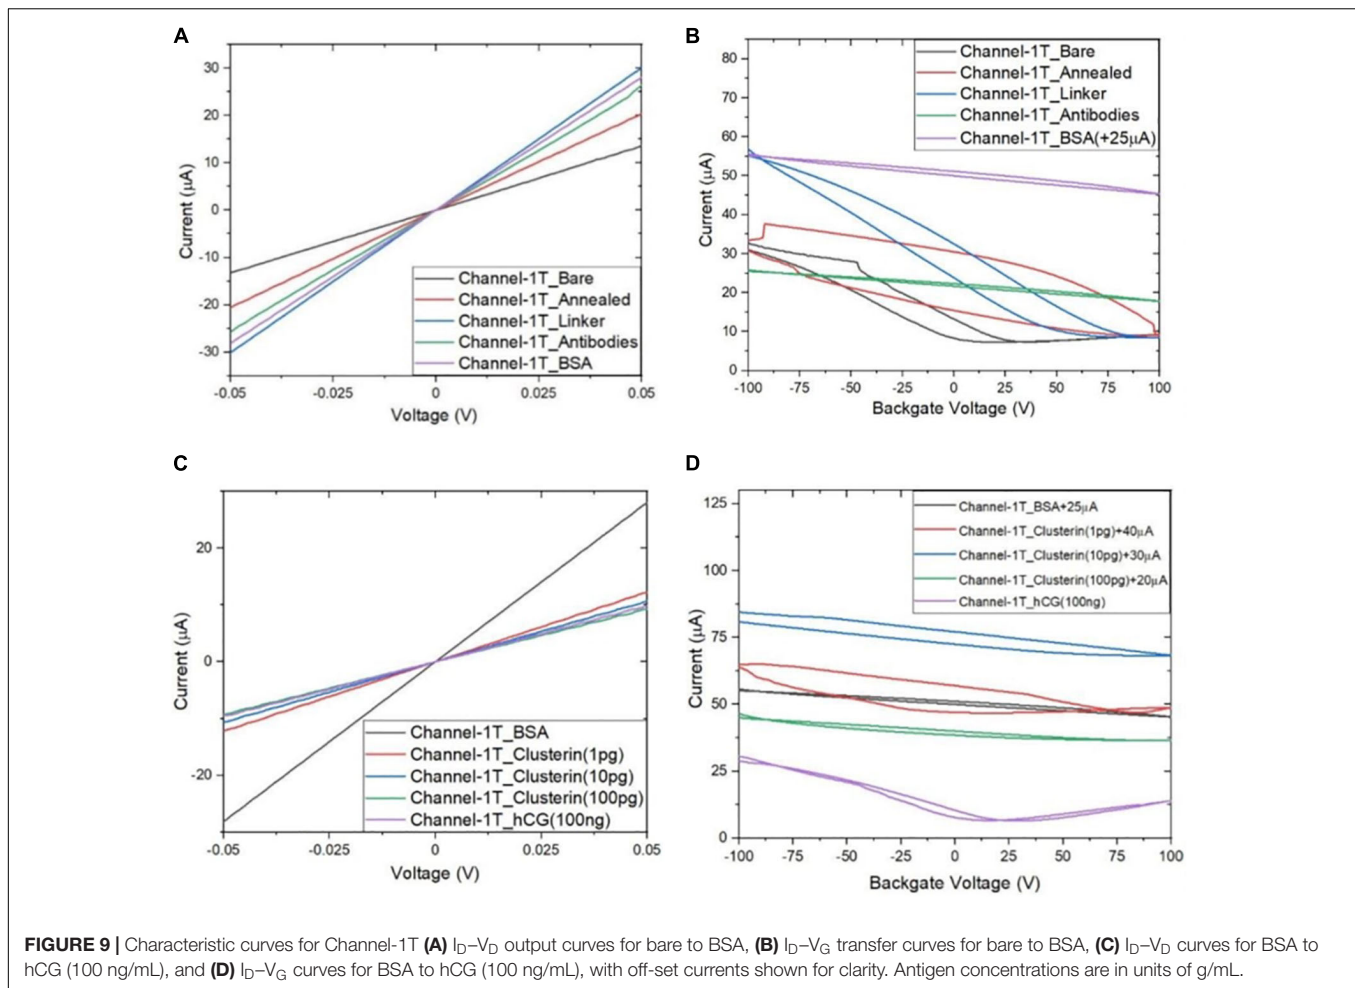 A
Current (µA)
30
20
10
0
-10
-20
-30
Channel-1T_Bare
Channel-1T_Annealed
Channel-1T_Linker
Channel-1T_Antibodies
Channel-1T_BSA
-0.05
-0.025
0
0.025
0.05
Voltage (V)
B
Current (µA)
80
70
60
50
40
30
20
10
0
Channel-1T_Bare
Channel-1T_Annealed
Channel-1T_Linker
Channel-1T_Antibodies
Channel-1T_BSA(+25µA)
-100
-75
-50
-25
0
25
50
75
100
Backgate Voltage (V)
C
Current (µA)
20
0
-20
Channel-1T_BSA
Channel-1T_Clusterin(1pg)
Channel-1T_Clusterin(10pg)
Channel-1T_Clusterin(100pg)
Channel-1T_hCG(100ng)
-0.05
-0.025
0
0.025
0.05
Voltage (V)
D
Current (µA)
125
100
75
50
25
0
Channel-1T_BSA+25µA
Channel-1T_Clusterin(1pg)+40µA
Channel-1T_Clusterin(10pg)+30µA
Channel-1T_Clusterin(100pg)+20µA
Channel-1T_hCG(100ng)
-100
-75
-50
-25
0
25
50
75
100
Backgate Voltage (V)
FIGURE 9 | Characteristic curves for Channel-1T (A) I_D–V_D output curves for bare to BSA, (B) I_D–V_G transfer curves for bare to BSA, (C) I_D–V_D curves for BSA to
hCG (100 ng/mL), and (D) I_D–V_G curves for BSA to hCG (100 ng/mL), with off-set currents shown for clarity. Antigen concentrations are in units of g/mL.